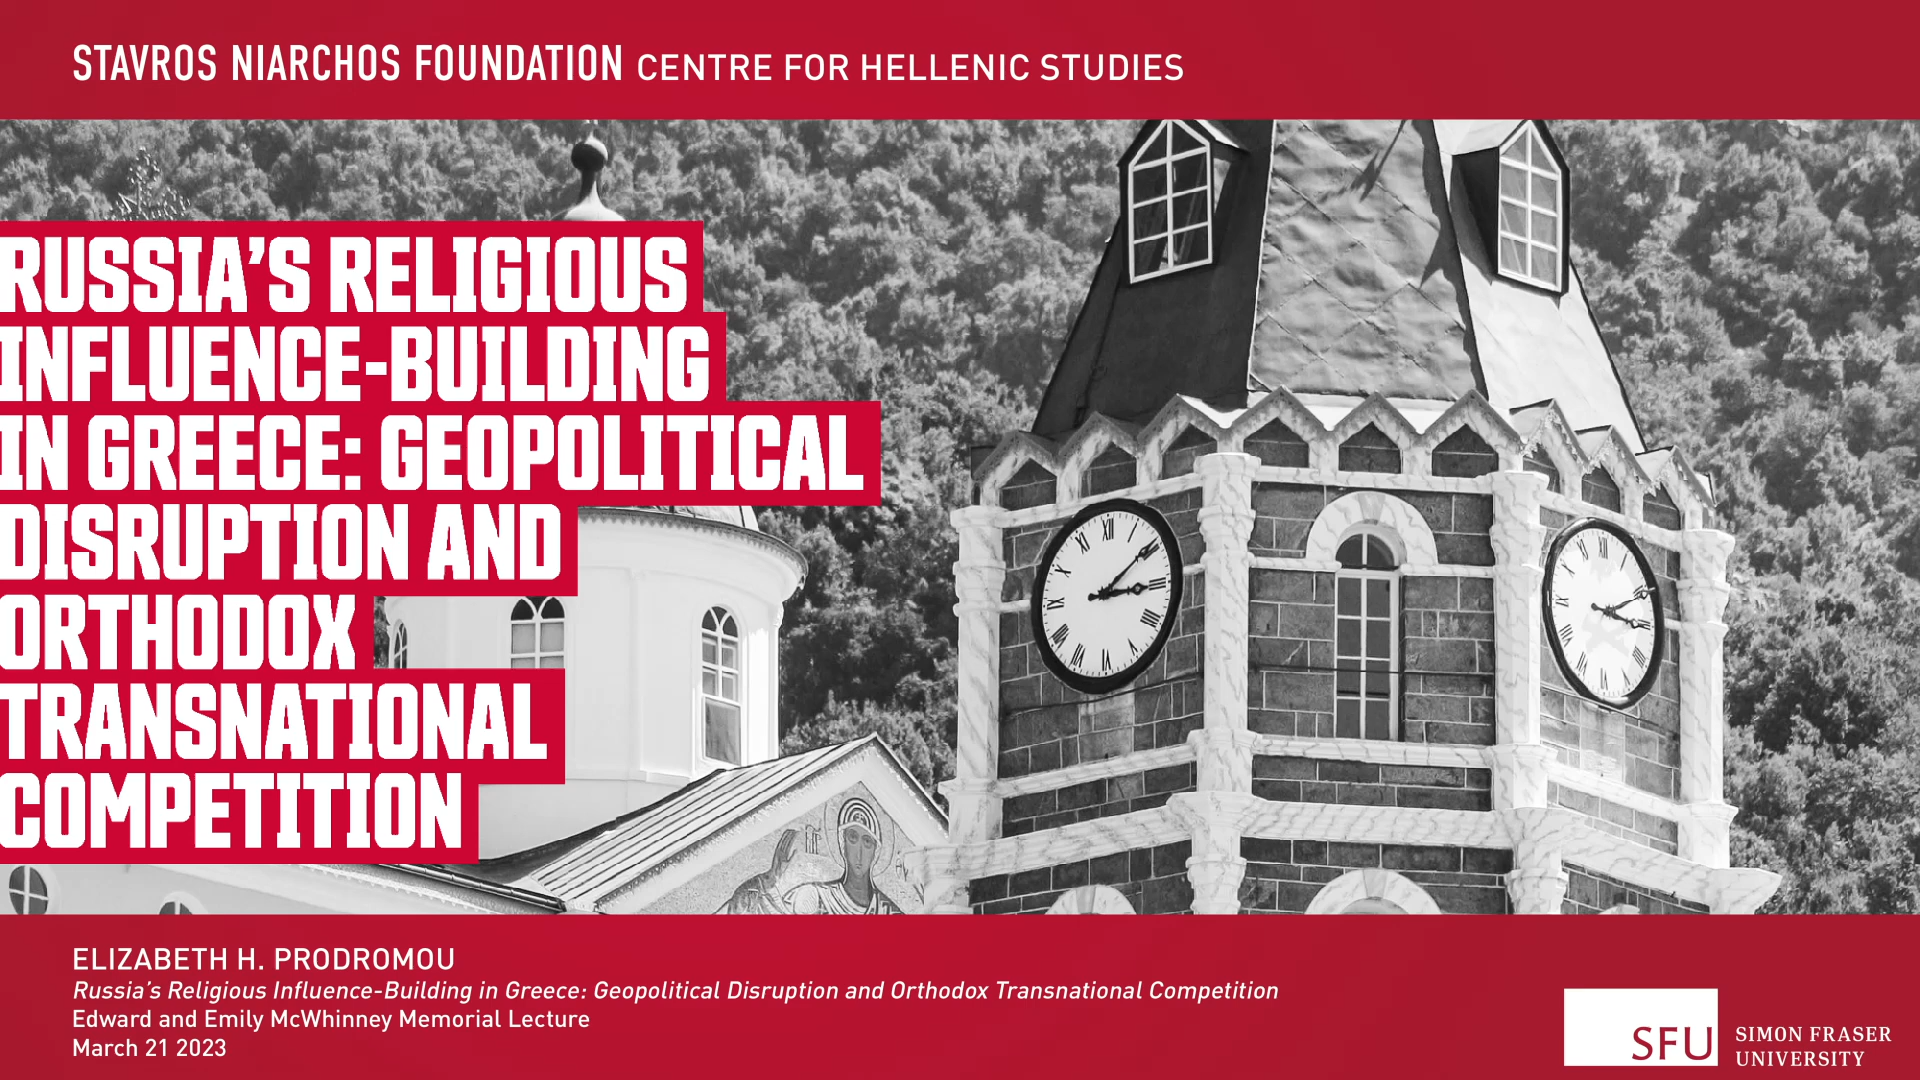 STAVROS NIARCHOS FOUNDATION CENTRE FOR HELLENIC STUDIES
RUSSIA’S RELIGIOUS
INFLUENCE-BUILDING
IN GREECE: GEOPOLITICAL
DISRUPTION AND
ORTHODOX
TRANSNATIONAL
COMPETITION
ELIZABETH H. PRODROMOU
Russia’s Religious Influence-Building in Greece: Geopolitical Disruption and Orthodox Transnational Competition
Edward and Emily McWhinney Memorial Lecture
March 21 2023
SFU SIMON FRASER
UNIVERSITY